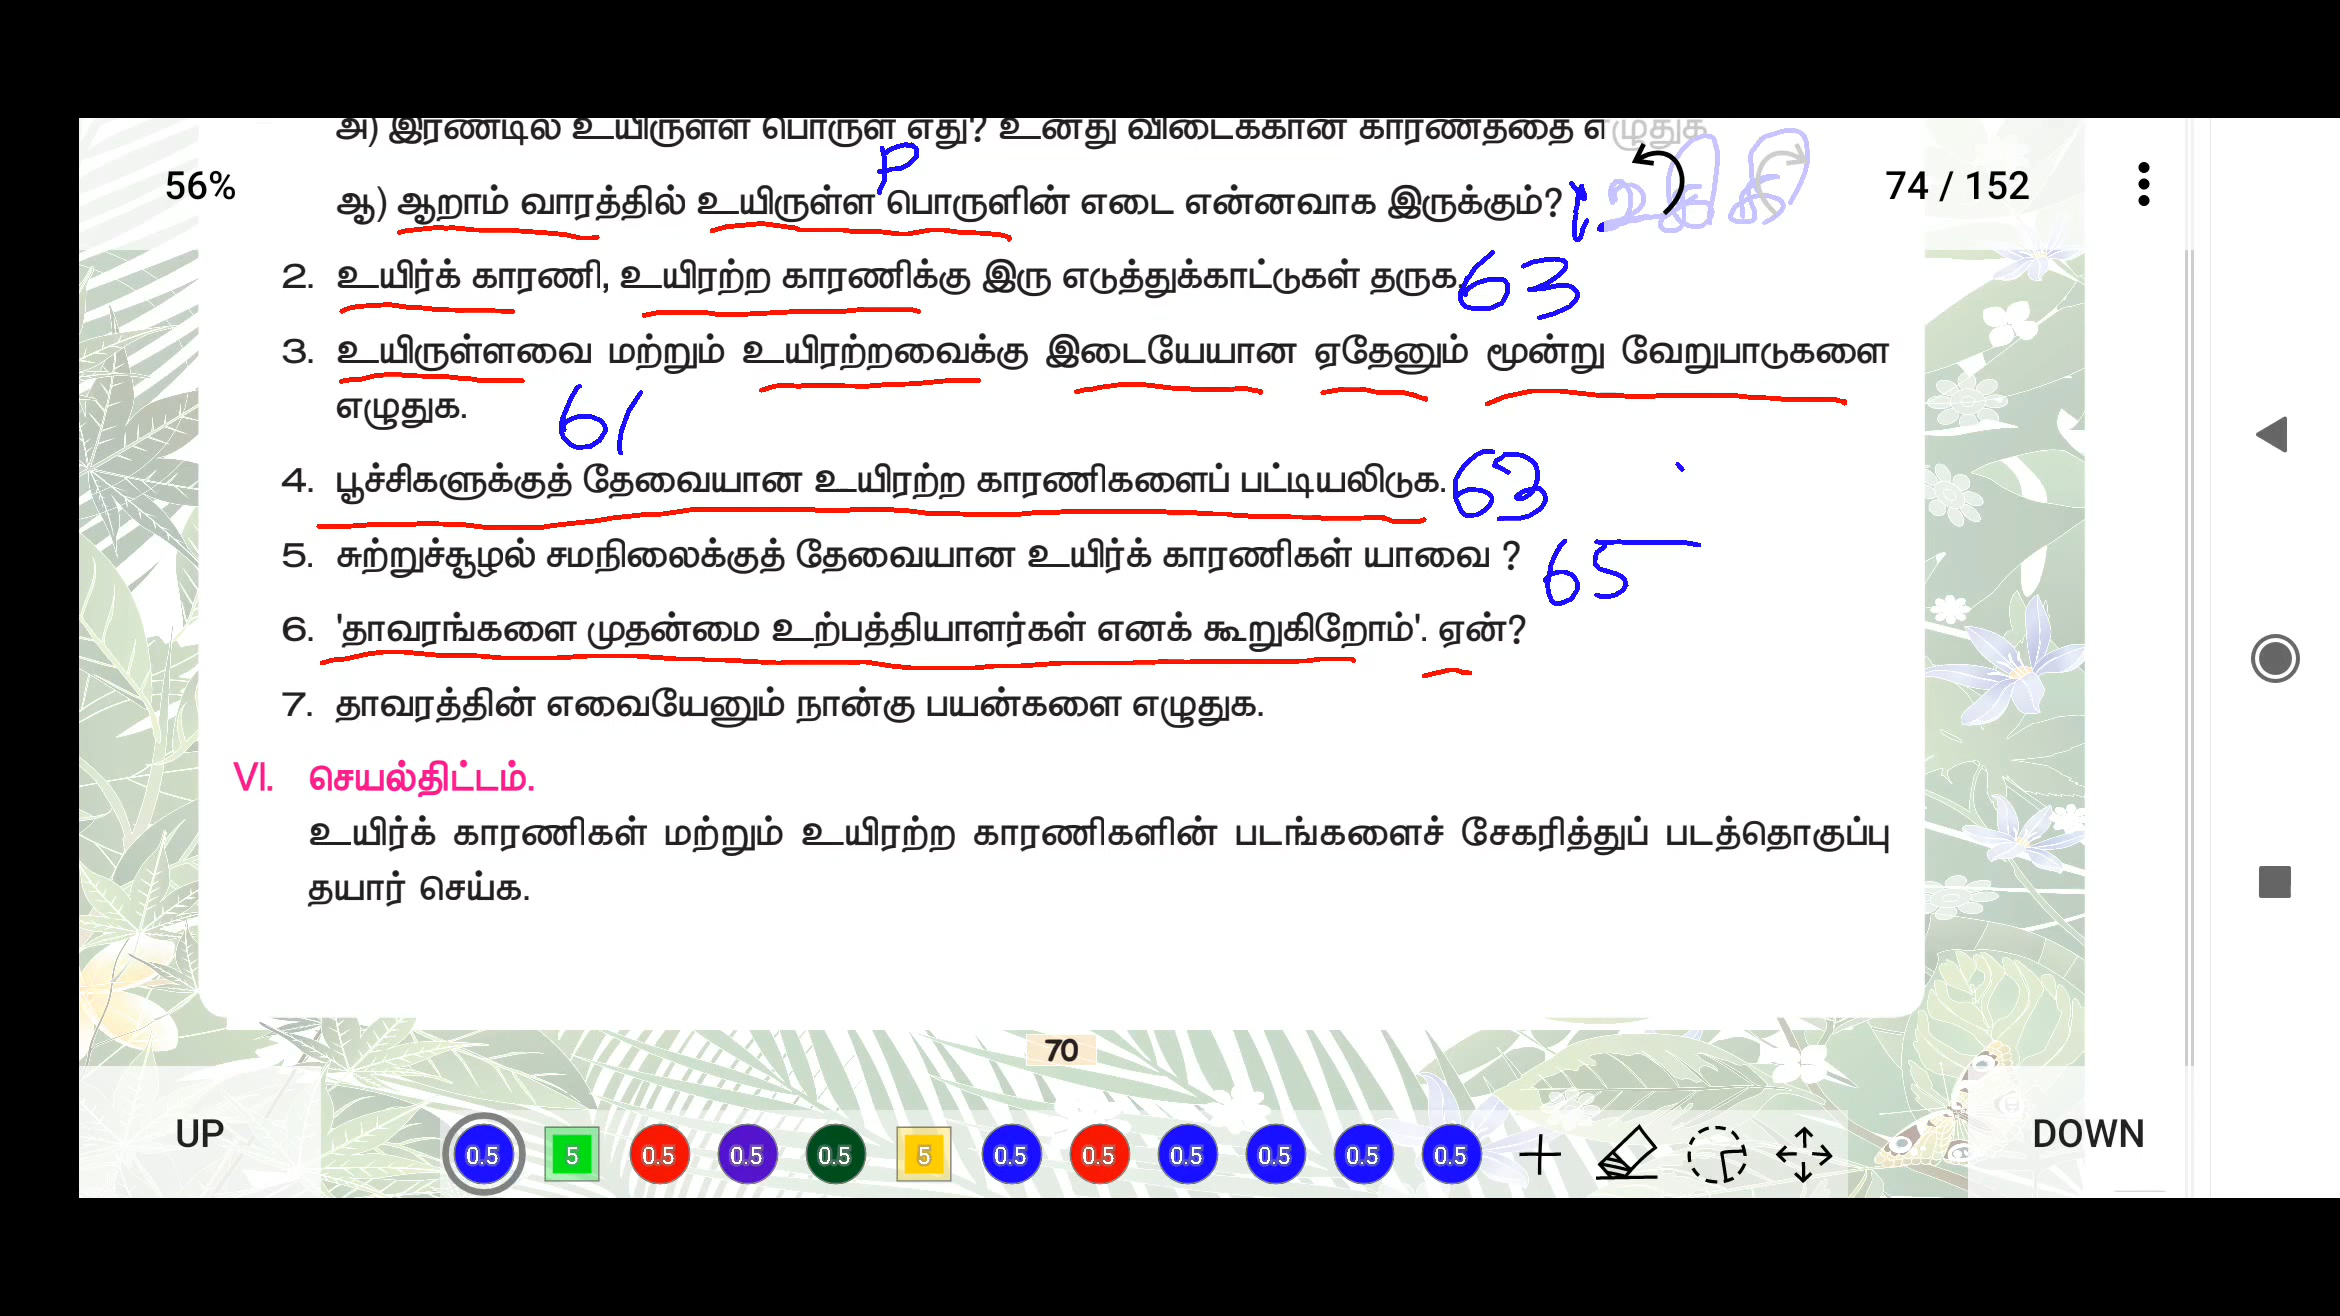 அ) இரண்டில் உயிருள்ள பொருள் எது? உனது விடைக்கான காரணத்தை எழுதுக
P
56%
74 / 152
ஆ) ஆறாம் வாரத்தில் உயிருள்ள பொருளின் எடை என்னவாக இருக்கும்?
2. உயிர்க் காரணி, உயிரற்ற காரணிக்கு இரு எடுத்துக்காட்டுகள் தருக. 63
3. உயிருள்ளவை மற்றும் உயிரற்றவைக்கு இடையேயான ஏதேனும் மூன்று வேறுபாடுகளை
எழுதுக. 61
4. பூச்சிகளுக்குத் தேவையான உயிரற்ற காரணிகளைப் பட்டியலிடுக. 63
5. சுற்றுச்சூழல் சமநிலைக்குத் தேவையான உயிர்க் காரணிகள் யாவை ? 65
6. 'தாவரங்களை முதன்மை உற்பத்தியாளர்கள் எனக் கூறுகிறோம்'. ஏன்?
7. தாவரத்தின் எவையேனும் நான்கு பயன்களை எழுதுக.
VI. செயல்திட்டம்.
உயிர்க் காரணிகள் மற்றும் உயிரற்ற காரணிகளின் படங்களைச் சேகரித்துப் படத்தொகுப்பு
தயார் செய்க.
70
UP
DOWN
0.5 5 0.5 0.5 0.5 5 0.5 0.5 0.5 0.5 0.5 0.5